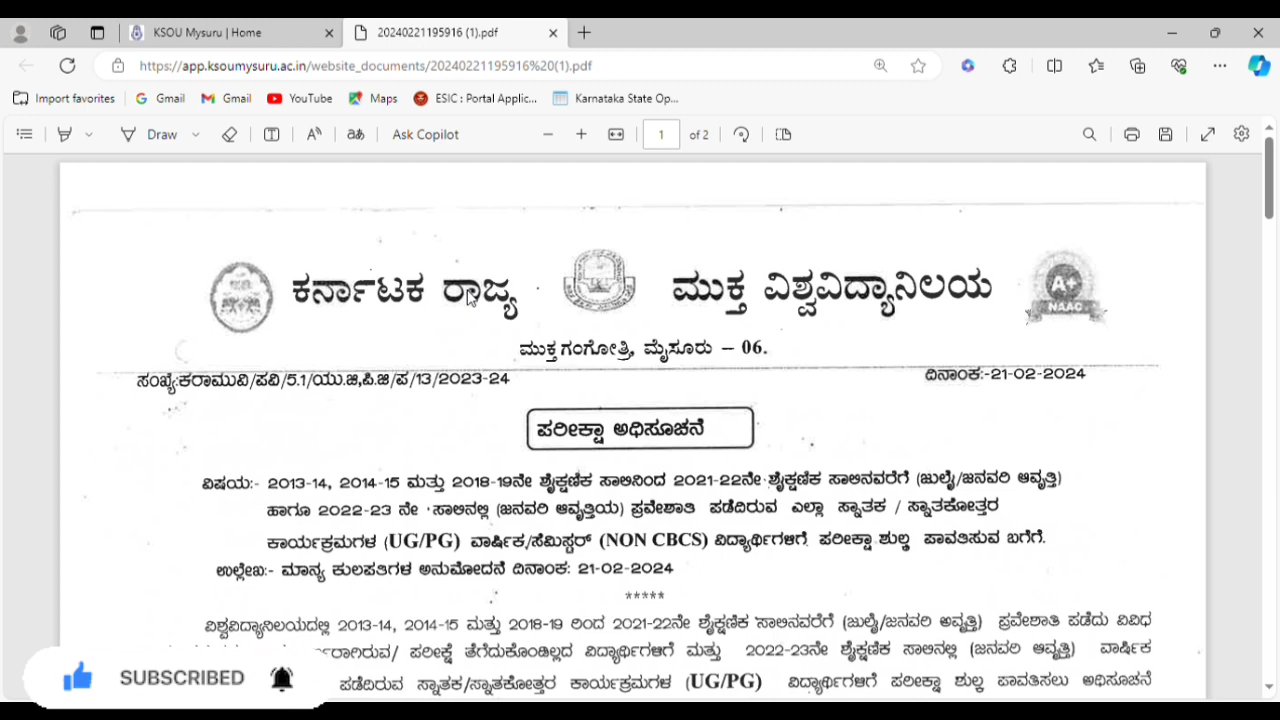 KSOU Mysuru | Home
20240221195916 (1).pdf
https://app.ksoumysuru.ac.in/website_documents/20240221195916%20(1).pdf
Import favorites
Gmail
Gmail
YouTube
Maps
ESIC : Portal Applic...
Karnataka State Op...
Draw
Ask Copilot
1 of 2
ಕರ್ನಾಟಕ ರಾಜ್ಯ ಮುಕ್ತ ವಿಶ್ವವಿದ್ಯಾನಿಲಯ
A+
NAAC
ಮುಕ್ತಗಂಗೋತ್ರಿ, ಮೈಸೂರು – 06.
ಸಂಖ್ಯೆ:ಕರಾಮುವಿ/ಪವಿ/5.1/ಯು.ಜಿ,ಪಿ.ಜಿ/ಪ/13/2023-24
ದಿನಾಂಕ:-21-02-2024
ಪರೀಕ್ಷಾ ಅಧಿಸೂಚನೆ
ವಿಷಯ:- 2013-14, 2014-15 ಮತ್ತು 2018-19ನೇ ಶೈಕ್ಷಣಿಕ ಸಾಲಿನಿಂದ 2021-22ನೇ ಶೈಕ್ಷಣಿಕ ಸಾಲಿನವರೆಗೆ (ಜುಲೈ/ಜನವರಿ ಆವೃತ್ತಿ)
ಹಾಗೂ 2022-23 ನೇ ಸಾಲಿನಲ್ಲಿ (ಜನವರಿ ಆವೃತ್ತಿಯ) ಪ್ರವೇಶಾತಿ ಪಡೆದಿರುವ ಎಲ್ಲಾ ಸ್ನಾತಕ / ಸ್ನಾತಕೋತ್ತರ
ಕಾರ್ಯಕ್ರಮಗಳ (UG/PG) ವಾರ್ಷಿಕ/ಸೆಮಿಸ್ಟರ್ (NON CBCS) ವಿದ್ಯಾರ್ಥಿಗಳಿಗೆ ಪರೀಕ್ಷಾ ಶುಲ್ಕ ಪಾವತಿಸುವ ಬಗೆಗೆ.
ಉಲ್ಲೇಖ:- ಮಾನ್ಯ ಕುಲಪತಿಗಳ ಅನುಮೋದನೆ ದಿನಾಂಕ: 21-02-2024
*****
ವಿಶ್ವವಿದ್ಯಾನಿಲಯದಲ್ಲಿ 2013-14, 2014-15 ಮತ್ತು 2018-19 ರಿಂದ 2021-22ನೇ ಶೈಕ್ಷಣಿಕ ಸಾಲಿನವರೆಗೆ (ಜುಲೈ/ಜನವರಿ ಅವೃತ್ತಿ) ಪ್ರವೇಶಾತಿ ಪಡೆದು ವಿವಿಧ
ಪರೀಕ್ಷೆ ತೆಗೆದುಕೊಂಡಿಲ್ಲದ ವಿದ್ಯಾರ್ಥಿಗಳಿಗೆ ಮತ್ತು 2022-23ನೇ ಶೈಕ್ಷಣಿಕ ಸಾಲಿನಲ್ಲಿ (ಜನವರಿ ಆವೃತ್ತಿ) ವಾರ್ಷಿಕ
ಪಡೆದಿರುವ ಸ್ನಾತಕ/ಸ್ನಾತಕೋತ್ತರ ಕಾರ್ಯಕ್ರಮಗಳ (UG/PG) ವಿದ್ಯಾರ್ಥಿಗಳಿಗೆ ಪರೀಕ್ಷಾ ಶುಲ್ಕ ಪಾವತಿಸಲು ಅಧಿಸೂಚನೆ
SUBSCRIBED